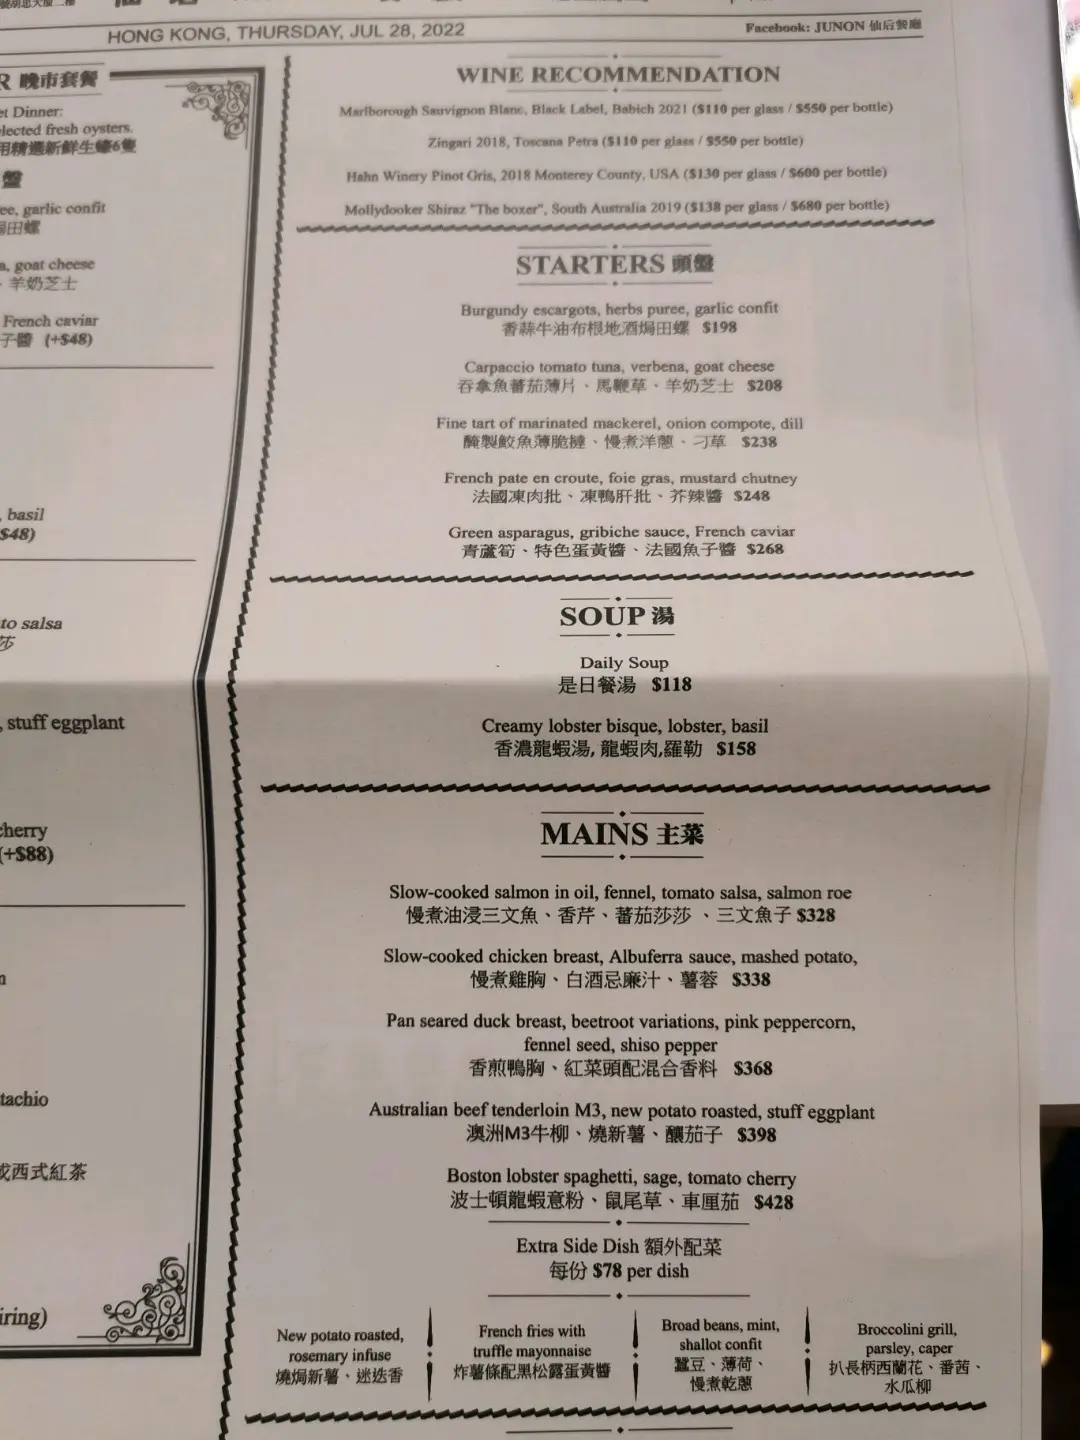 HONG KONG, THURSDAY, JUL 28, 2022
Facebook: JUNON 仙后餐廳
R 晚市套餐
et Dinner:
elected fresh oysters.
用精選新鮮生蠔6隻
盤
ee, garlic confit
焗田螺
a, goat cheese
、羊奶芝士
French caviar
子醬 (+$48)
, basil
$48)
to salsa
莎
, stuff eggplant
cherry
(+$88)
tachio
或西式紅茶
iring)
WINE RECOMMENDATION
Marlborough Sauvignon Blanc, Black Label, Babich 2021 ($110 per glass / $550 per bottle)
Zingari 2018, Toscana Petra ($110 per glass / $550 per bottle)
Hahn Winery Pinot Gris, 2018 Monterey County, USA ($130 per glass / $600 per bottle)
Mollydooker Shiraz "The boxer", South Australia 2019 ($138 per glass / $680 per bottle)
STARTERS 頭盤
Burgundy escargots, herbs puree, garlic confit
香蒜牛油布根地酒焗田螺 $198
Carpaccio tomato tuna, verbena, goat cheese
吞拿魚蕃茄薄片、馬鞭草、羊奶芝士 $208
Fine tart of marinated mackerel, onion compote, dill
醃製鮫魚薄脆撻、慢煮洋蔥、刁草 $238
French pate en croute, foie gras, mustard chutney
法國凍肉批、凍鴨肝批、芥辣醬 $248
Green asparagus, gribiche sauce, French caviar
青蘆筍、特色蛋黃醬、法國魚子醬 $268
SOUP 湯
Daily Soup
是日餐湯 $118
Creamy lobster bisque, lobster, basil
香濃龍蝦湯, 龍蝦肉,羅勒 $158
MAINS 主菜
Slow-cooked salmon in oil, fennel, tomato salsa, salmon roe
慢煮油浸三文魚、香芹、蕃茄莎莎 、三文魚子 $328
Slow-cooked chicken breast, Albuferra sauce, mashed potato,
慢煮雞胸、白酒忌廉汁、薯蓉 $338
Pan seared duck breast, beetroot variations, pink peppercorn,
fennel seed, shiso pepper
香煎鴨胸、紅菜頭配混合香料 $368
Australian beef tenderloin M3, new potato roasted, stuff eggplant
澳洲M3牛柳、燒新薯、釀茄子 $398
Boston lobster spaghetti, sage, tomato cherry
波士頓龍蝦意粉、鼠尾草、車厘茄 $428
Extra Side Dish 額外配菜
每份 $78 per dish
New potato roasted,
rosemary infuse
燒焗新薯、迷迭香
French fries with
truffle mayonnaise
炸薯條配黑松露蛋黃醬
Broad beans, mint,
shallot confit
蠶豆、薄荷、
慢煮乾蔥
Broccolini grill,
parsley, caper
扒長柄西蘭花、番茜、
水瓜柳